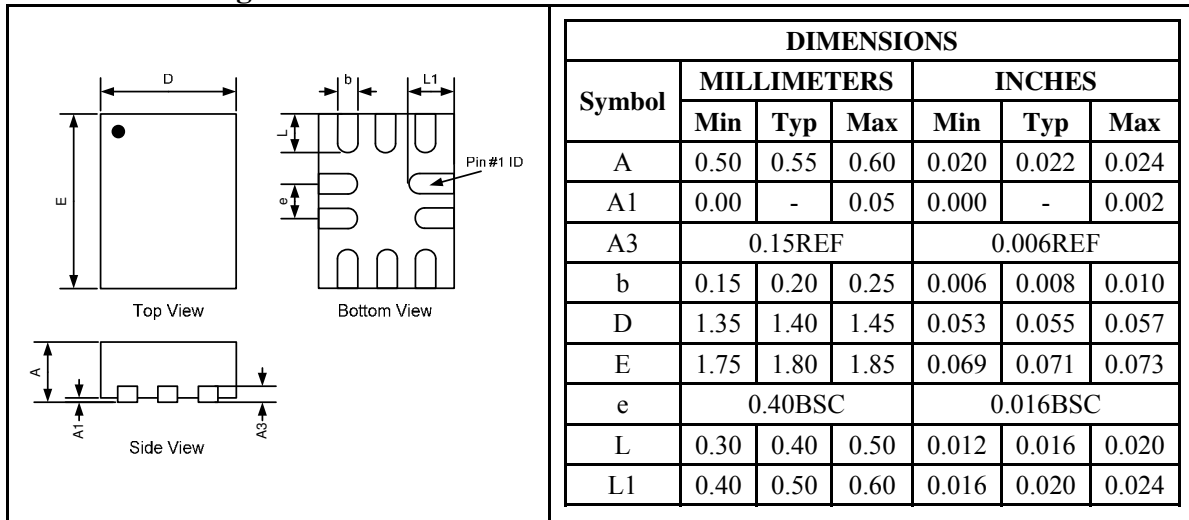 D
b
L1
L
Pin #1 ID
e
E
Top View
Bottom View
A
A1
A3
Side View
DIMENSIONS
Symbol MILLIMETERS INCHES
Min Typ Max Min Typ Max
A 0.50 0.55 0.60 0.020 0.022 0.024
A1 0.00 - 0.05 0.000 - 0.002
A3 0.15REF 0.006REF
b 0.15 0.20 0.25 0.006 0.008 0.010
D 1.35 1.40 1.45 0.053 0.055 0.057
E 1.75 1.80 1.85 0.069 0.071 0.073
e 0.40BSC 0.016BSC
L 0.30 0.40 0.50 0.012 0.016 0.020
L1 0.40 0.50 0.60 0.016 0.020 0.024